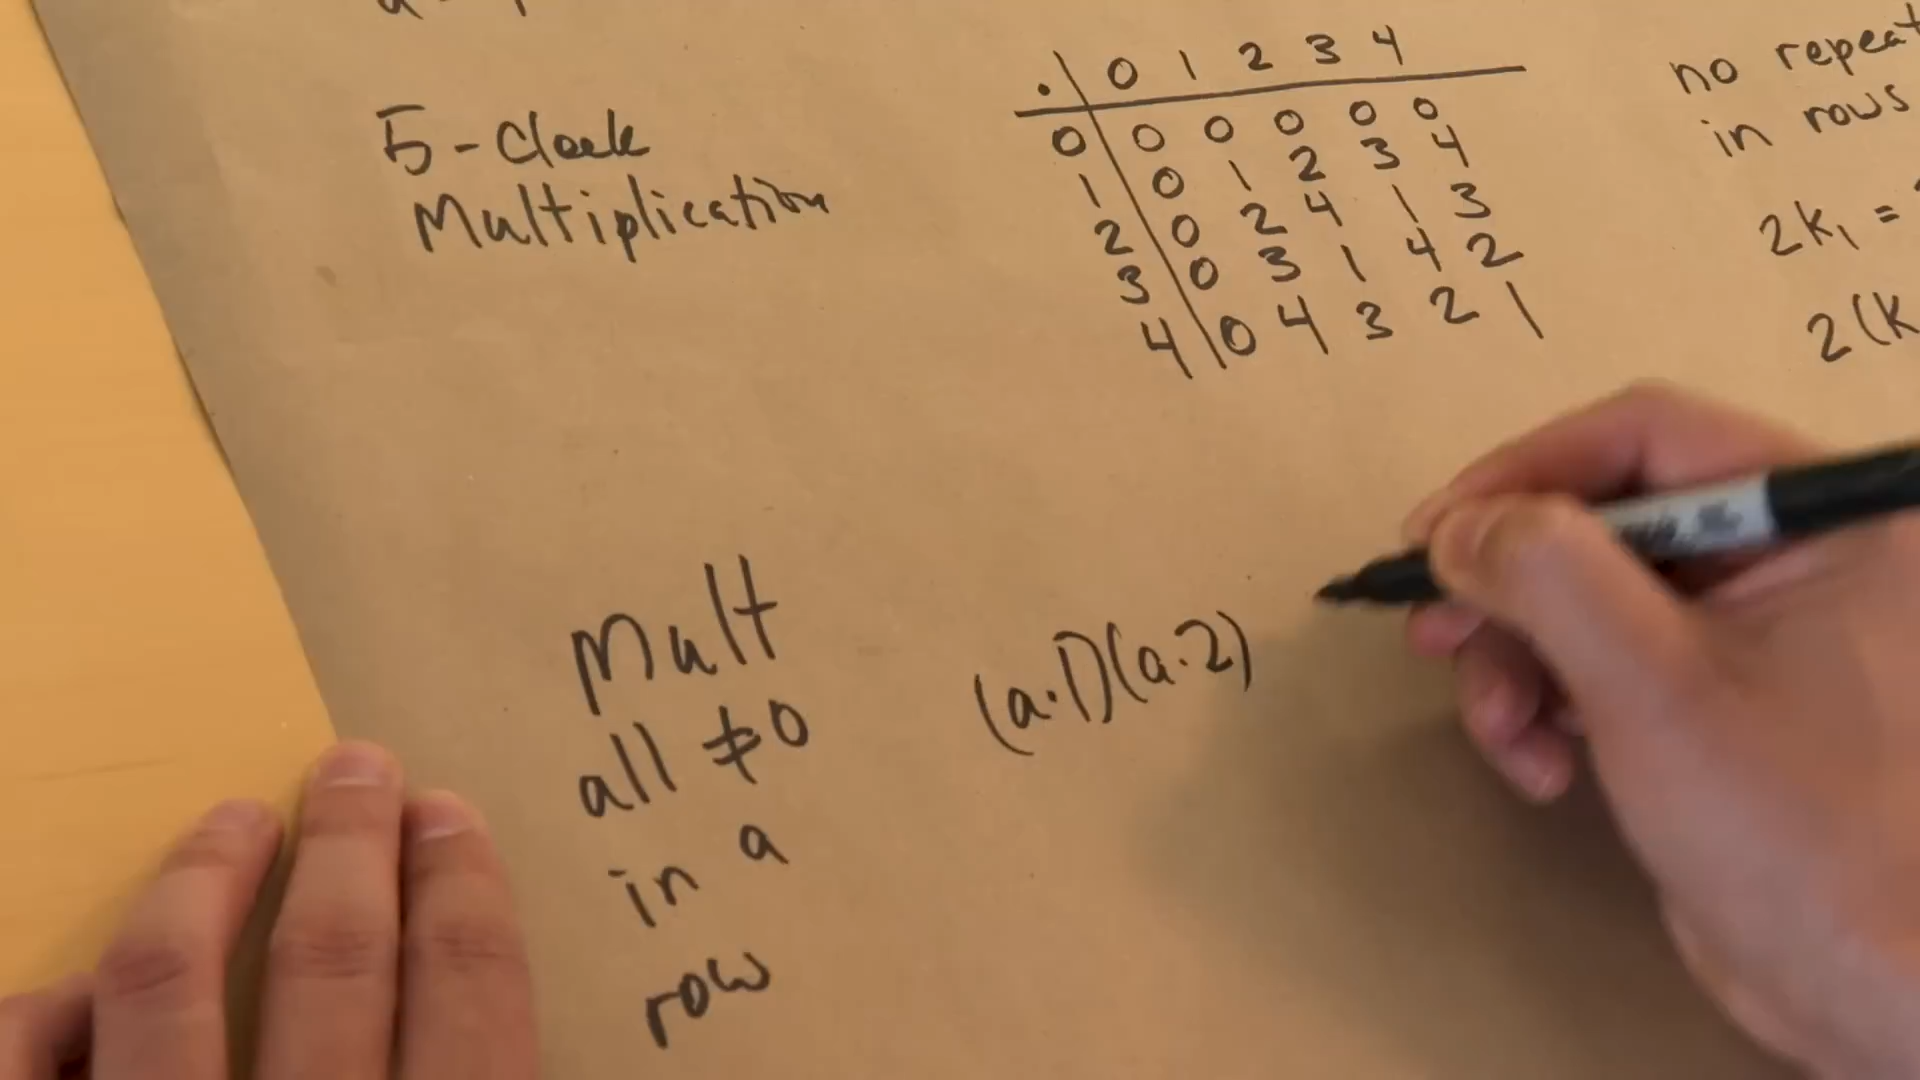 5-Clock
Multiplication
· 0 1 2 3 4
0 0 0 0 0 0
1 0 1 2 3 4
2 0 2 4 1 3
3 0 3 1 4 2
4 0 4 3 2 1
no repeat
in rows
2k₁ =
2(k
Mult
all ≠0
in a
row
(a·1)(a·2)